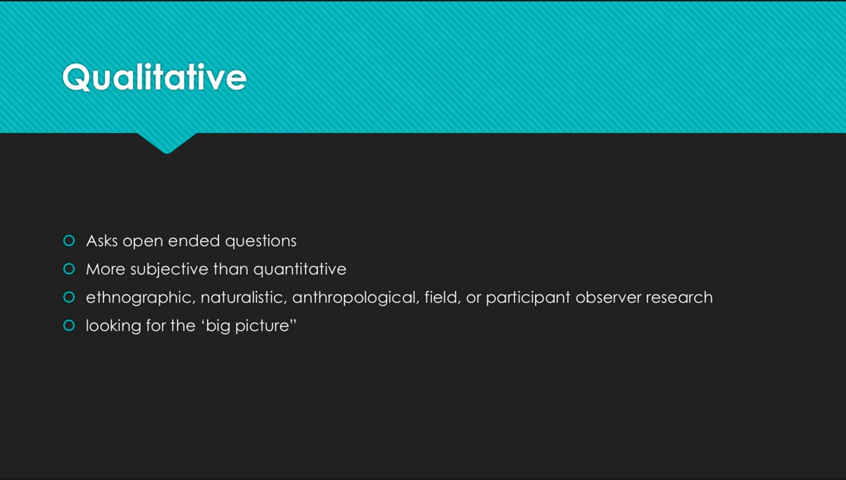 Qualitative
Asks open ended questions
More subjective than quantitative
ethnographic, naturalistic, anthropological, field, or participant observer research
looking for the ‘big picture”